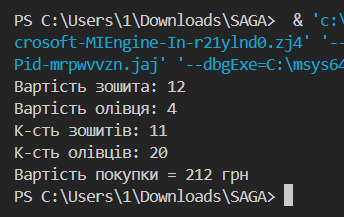 PS C:\Users\1\Downloads\SAGA>  & 'c:\
crosoft-MIEngine-In-r21ylnd0.zj4' '--
Pid-mrpwvvzn.jaj' '--dbgExe=C:\msys64
Вартість зошита: 12
Вартість олівця: 4
К-сть зошитів: 11
К-сть олівців: 20
Вартість покупки = 212 грн
PS C:\Users\1\Downloads\SAGA>